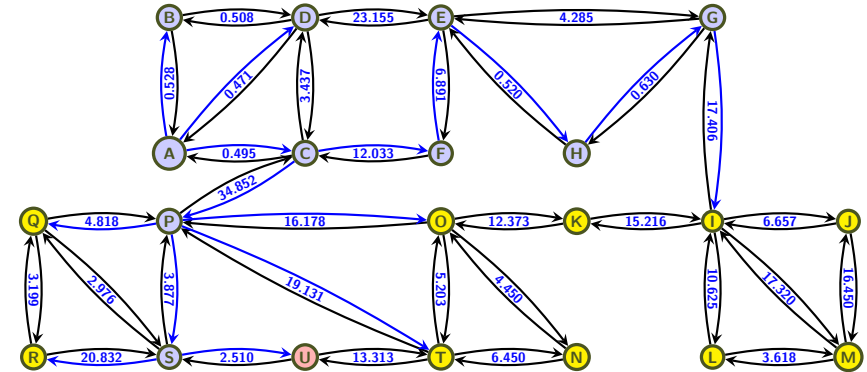 B 0.508 D 23.155 E 4.285 G
0.528 0.471 3.437 6.891 0.520 0.630 17.406
A 0.495 C 12.033 F H
34.852
Q 4.818 P 16.178 O 12.373 K 15.216 I 6.657 J
3.199 2.976 3.877 19.131 5.203 4.450 10.625 17.320 16.450
R 20.832 S 2.510 U 13.313 T 6.450 N L 3.618 M